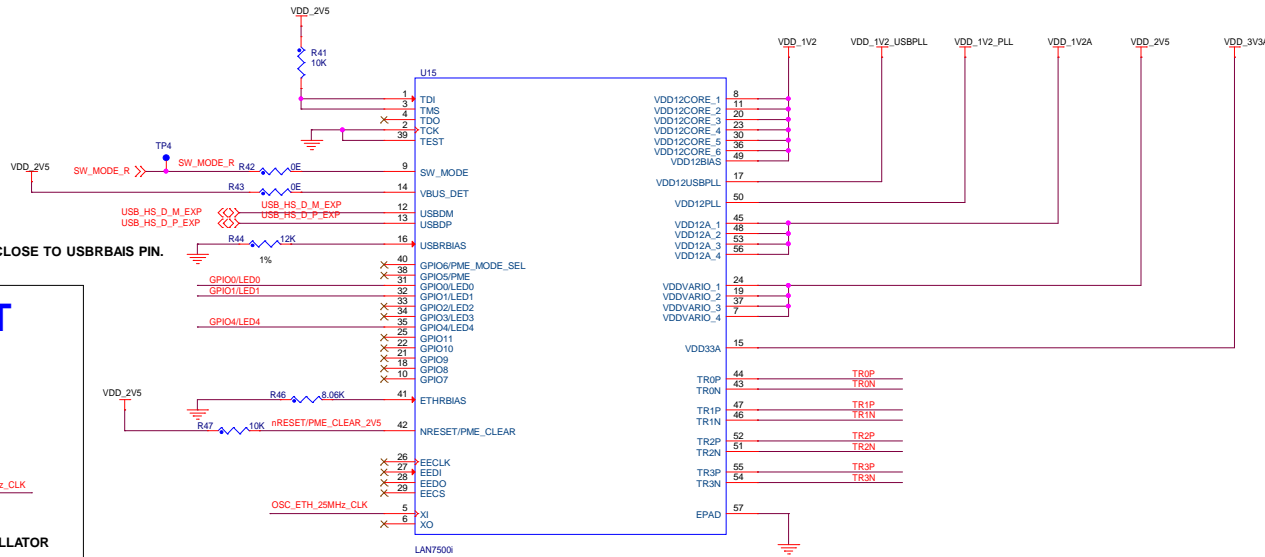 VDD_2V5
R41
10K
VDD_1V2 VDD_1V2_USBPLL VDD_1V2_PLL VDD_1V2A VDD_2V5 VDD_3V3A
U15
1 TDI
3 TMS
4 TDO
2 TCK
39 TEST
TP4
VDD_2V5
SW_MODE_R SW_MODE_R R42 0E 9 SW_MODE
R43 0E 14 VBUS_DET
USB_HS_D_M_EXP USB_HS_D_M_EXP 12 USBDM
USB_HS_D_P_EXP USB_HS_D_P_EXP 13 USBDP
R44 12K 16 USBRBIAS
1%
CLOSE TO USBRBAIS PIN.
40 GPIO6/PME_MODE_SEL
38 GPIO5/PME
GPIO0/LED0 31 GPIO0/LED0
GPIO1/LED1 32 GPIO1/LED1
33 GPIO2/LED2
34 GPIO3/LED3
GPIO4/LED4 35 GPIO4/LED4
25 GPIO11
22 GPIO10
21 GPIO9
18 GPIO8
10 GPIO7
T
VDD_2V5
R46 8.06K 41 ETHRBIAS
R47 10K nRESET/PME_CLEAR_2V5 42 NRESET/PME_CLEAR
26 EECLK
27 EEDI
28 EEDO
29 EECS
z_CLK
OSC_ETH_25MHz_CLK 5 XI
6 XO
LLATOR
LAN7500i
VDD12CORE_1 8
VDD12CORE_2 11
VDD12CORE_3 20
VDD12CORE_4 23
VDD12CORE_5 30
VDD12CORE_6 36
VDD12BIAS 49
VDD12USBPLL 17
VDD12PLL 50
VDD12A_1 45
VDD12A_2 48
VDD12A_3 53
VDD12A_4 56
VDDVARIO_1 24
VDDVARIO_2 19
VDDVARIO_3 37
VDDVARIO_4 7
VDD33A 15
TR0P 44 TR0P
TR0N 43 TR0N
TR1P 47 TR1P
TR1N 46 TR1N
TR2P 52 TR2P
TR2N 51 TR2N
TR3P 55 TR3P
TR3N 54 TR3N
EPAD 57